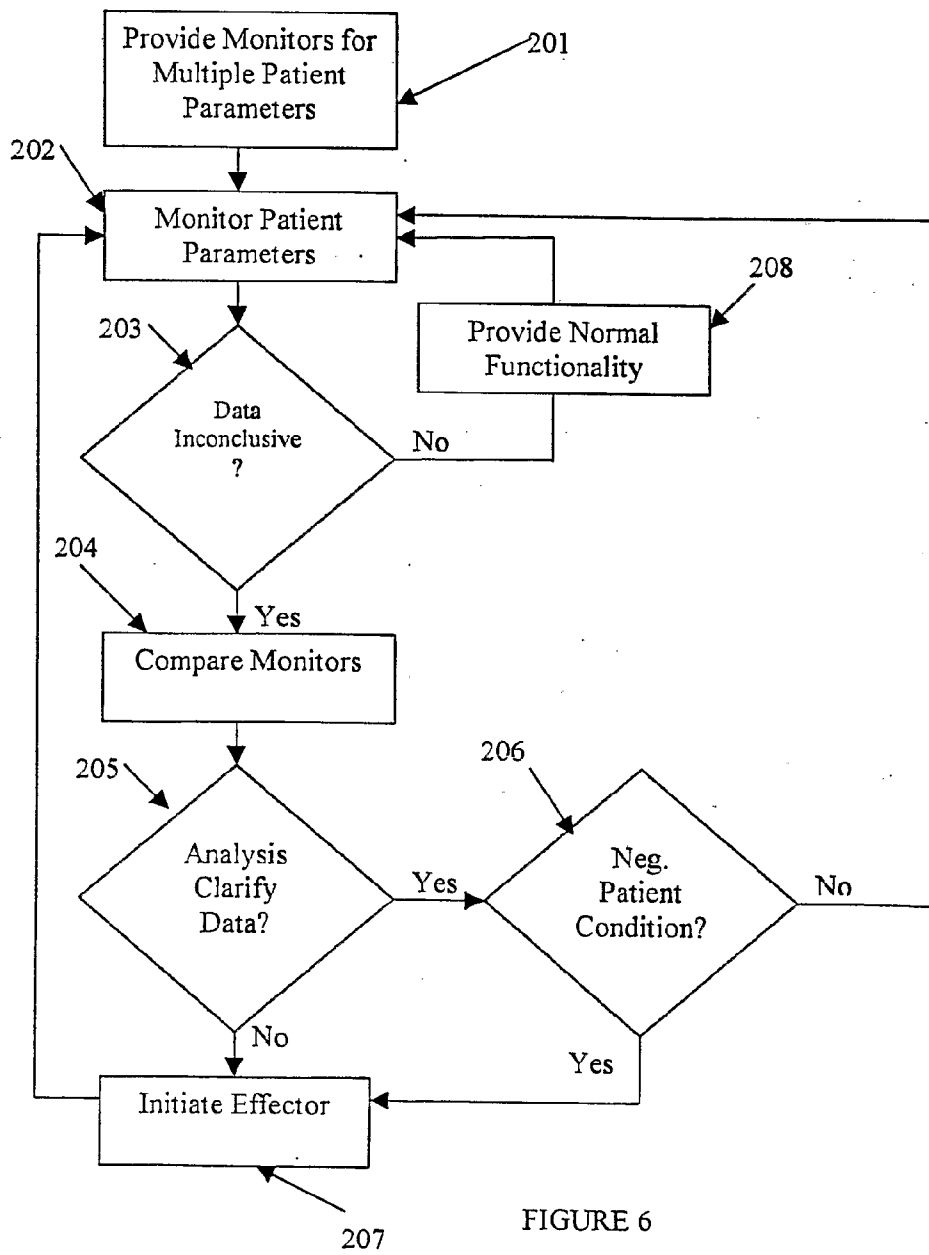 Provide Monitors for
Multiple Patient
Parameters
201
202
Monitor Patient
Parameters
208
203
Provide Normal
Functionality
Data
Inconclusive
?
No
204
Yes
Compare Monitors
205
206
Analysis
Clarify
Data?
Yes
Neg.
Patient
Condition?
No
No
Yes
Initiate Effector
207
FIGURE 6